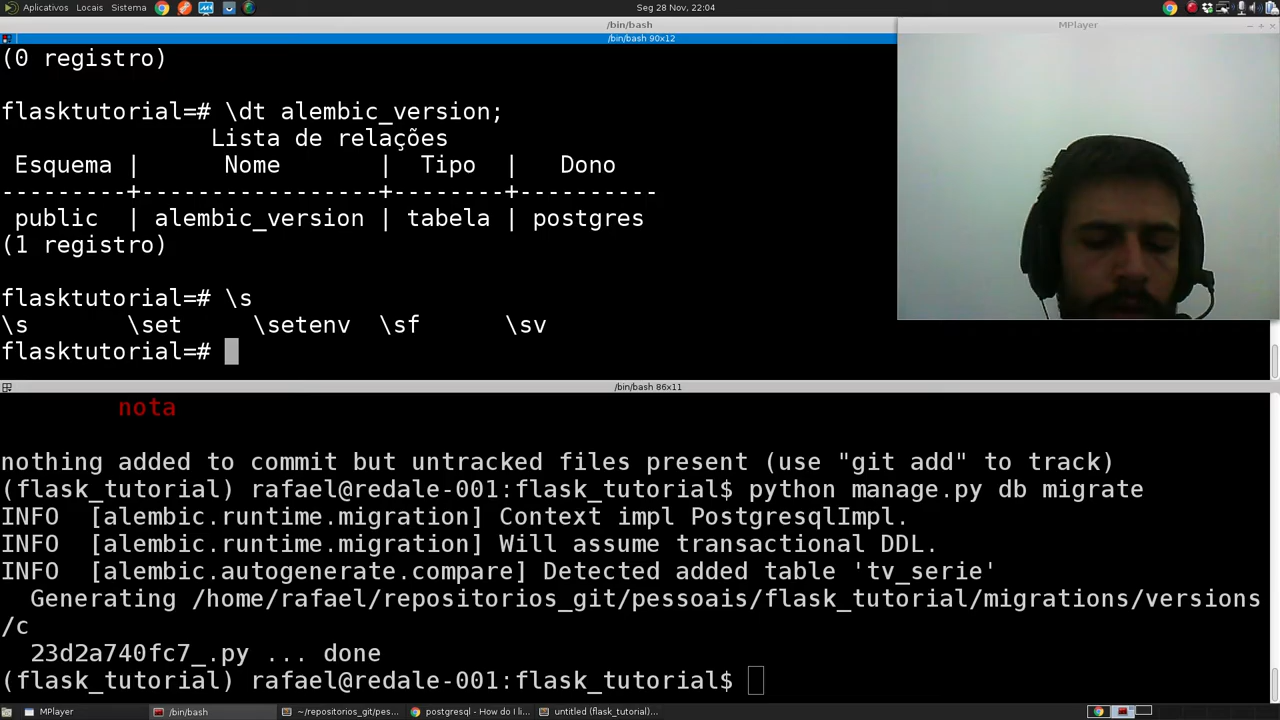 Aplicativos Locais Sistema
Seg 28 Nov, 22:04
/bin/bash
/bin/bash 90x12
MPlayer
(0 registro)
flasktutorial=# \dt alembic_version;
Lista de relações
Esquema | Nome | Tipo | Dono
---------+-----------------+--------+----------
public | alembic_version | tabela | postgres
(1 registro)
flasktutorial=# \s
\s \set \setenv \sf \sv
flasktutorial=#
/bin/bash 86x11
nota
nothing added to commit but untracked files present (use "git add" to track)
(flask_tutorial) rafael@redale-001:flask_tutorial$ python manage.py db migrate
INFO [alembic.runtime.migration] Context impl PostgresqlImpl.
INFO [alembic.runtime.migration] Will assume transactional DDL.
INFO [alembic.autogenerate.compare] Detected added table 'tv_serie'
Generating /home/rafael/repositorios_git/pessoais/flask_tutorial/migrations/versions
/c
23d2a740fc7_.py ... done
(flask_tutorial) rafael@redale-001:flask_tutorial$
MPlayer
/bin/bash
~/repositorios_git/pes...
postgresql - How do I li...
untitled (flask_tutorial)...